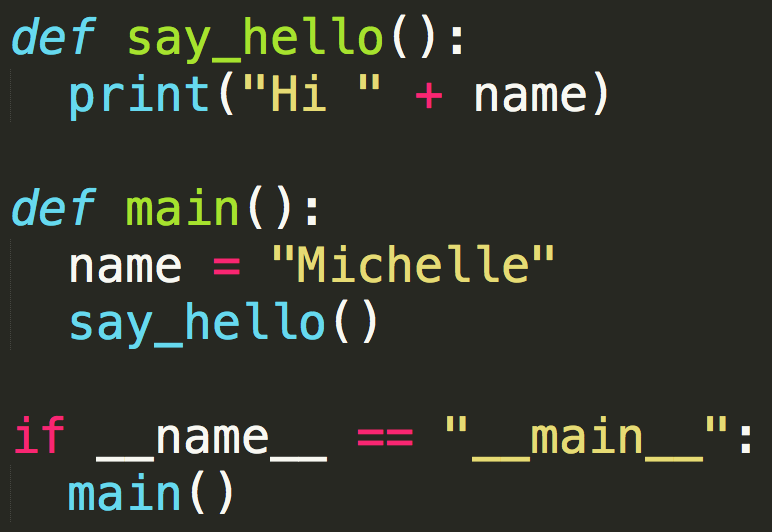 def say_hello():
  print("Hi " + name)

def main():
  name = "Michelle"
  say_hello()

if __name__ == "__main__":
  main()